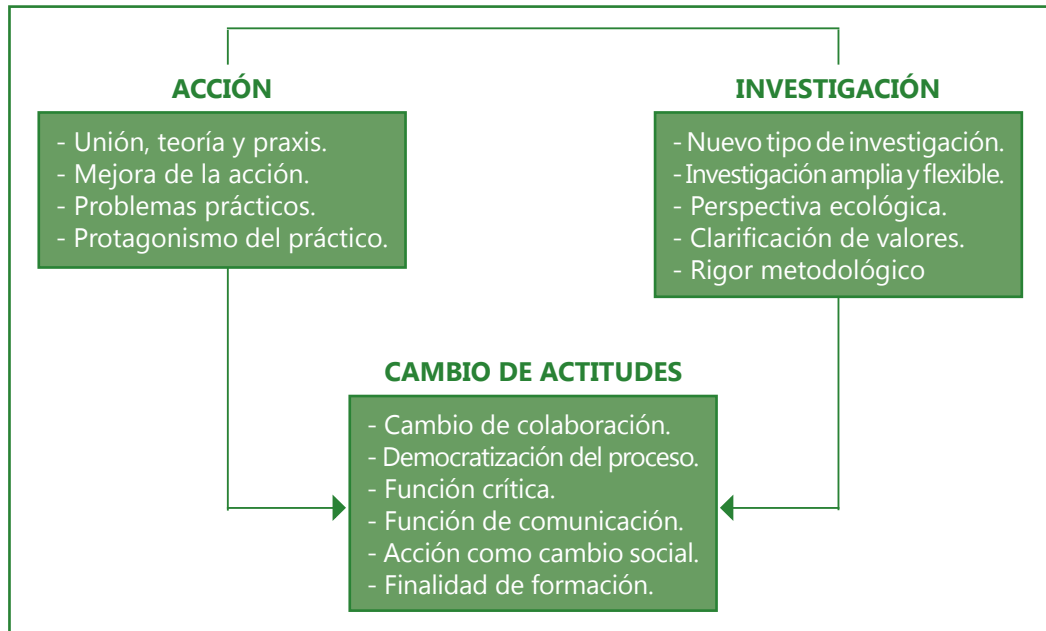 ACCIÓN
- Unión, teoría y praxis.
- Mejora de la acción.
- Problemas prácticos.
- Protagonismo del práctico.
INVESTIGACIÓN
- Nuevo tipo de investigación.
- Investigación amplia y flexible.
- Perspectiva ecológica.
- Clarificación de valores.
- Rigor metodológico
CAMBIO DE ACTITUDES
- Cambio de colaboración.
- Democratización del proceso.
- Función crítica.
- Función de comunicación.
- Acción como cambio social.
- Finalidad de formación.